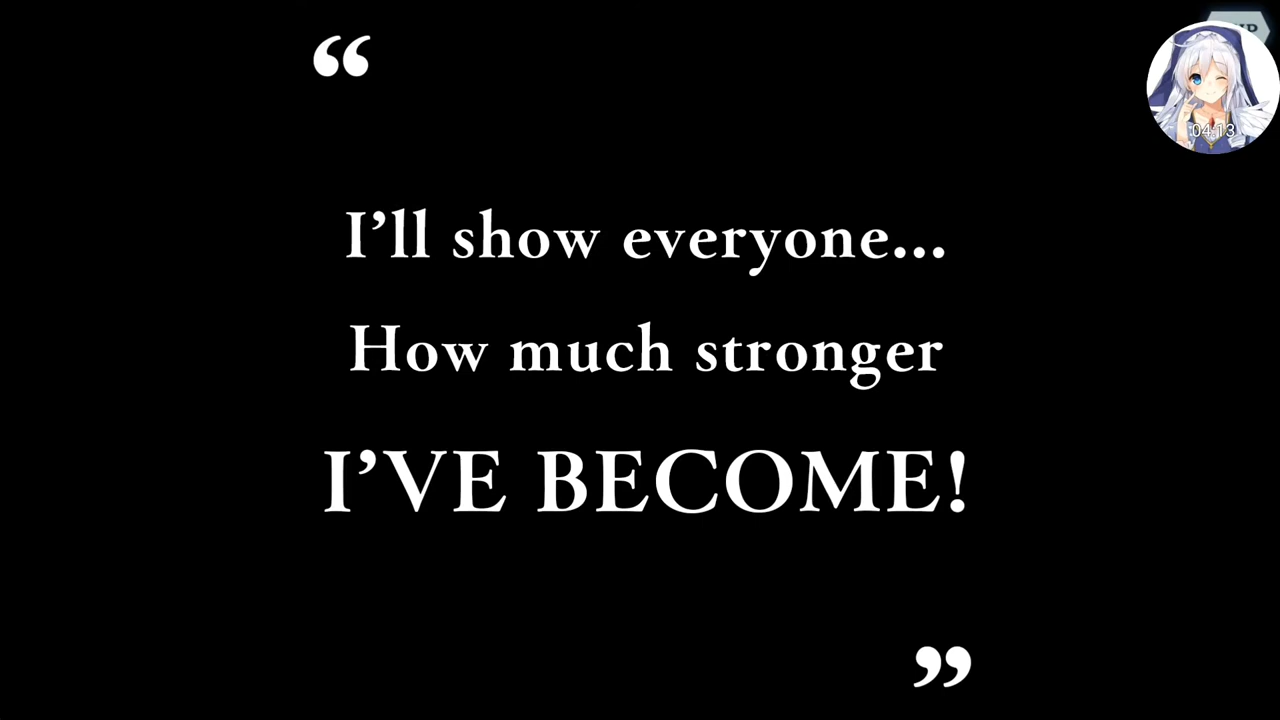 “
I’ll show everyone...
How much stronger
I’VE BECOME!
”
04:13